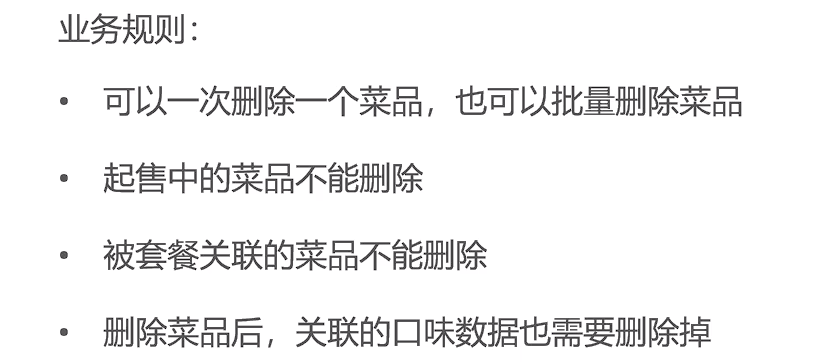 业务规则：
• 可以一次删除一个菜品，也可以批量删除菜品
• 起售中的菜品不能删除
• 被套餐关联的菜品不能删除
• 删除菜品后，关联的口味数据也需要删除掉